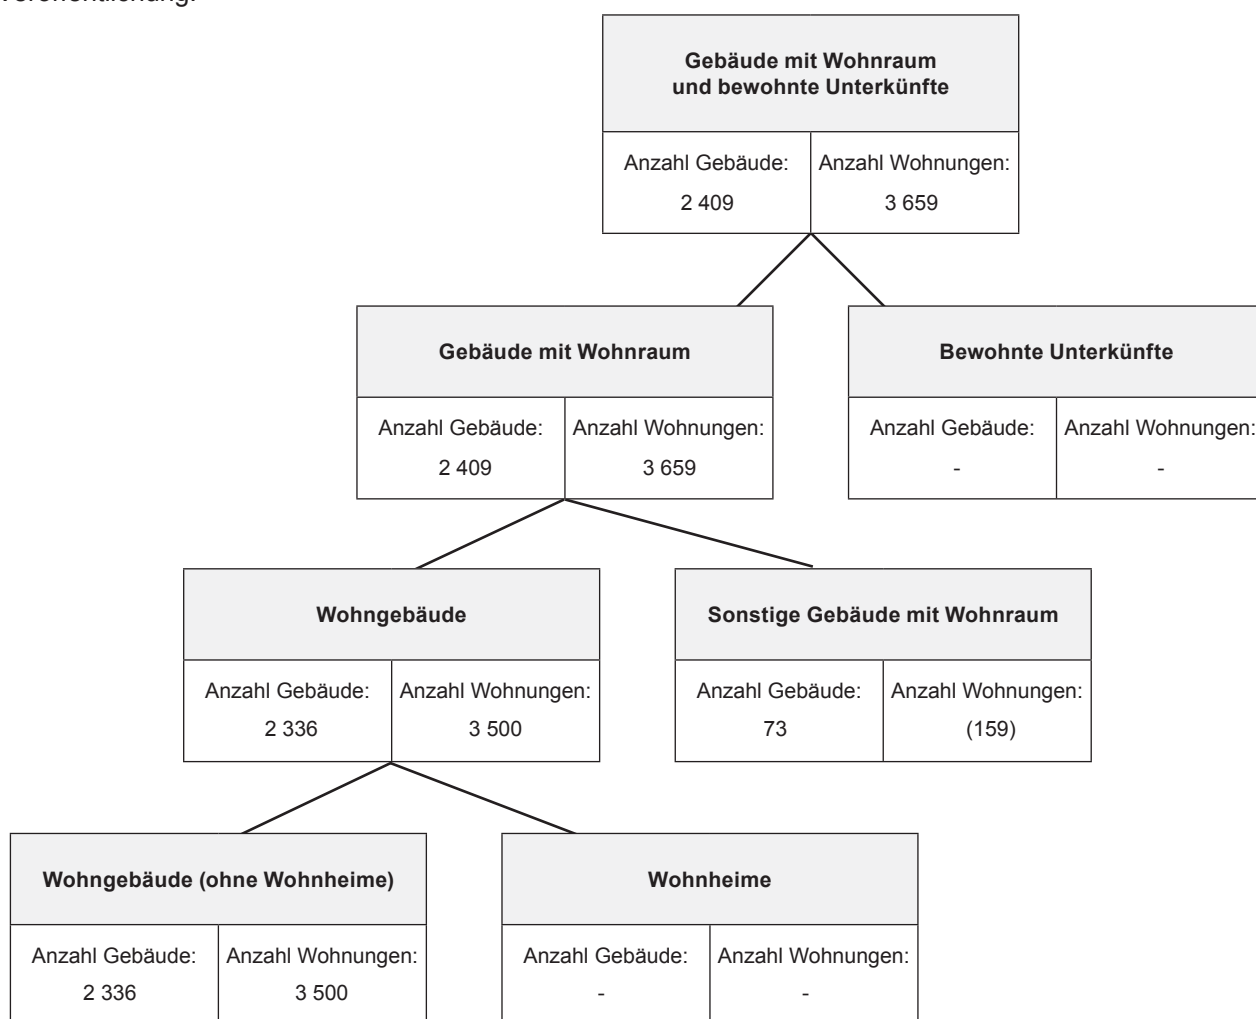 Gebäude mit Wohnraum
und bewohnte Unterkünfte
Anzahl Gebäude: Anzahl Wohnungen:
2 409 3 659
Gebäude mit Wohnraum Bewohnte Unterkünfte
Anzahl Gebäude: Anzahl Wohnungen: Anzahl Gebäude: Anzahl Wohnungen:
2 409 3 659 - -
Wohngebäude Sonstige Gebäude mit Wohnraum
Anzahl Gebäude: Anzahl Wohnungen: Anzahl Gebäude: Anzahl Wohnungen:
2 336 3 500 73 (159)
Wohngebäude (ohne Wohnheime) Wohnheime
Anzahl Gebäude: Anzahl Wohnungen: Anzahl Gebäude: Anzahl Wohnungen:
2 336 3 500 - -